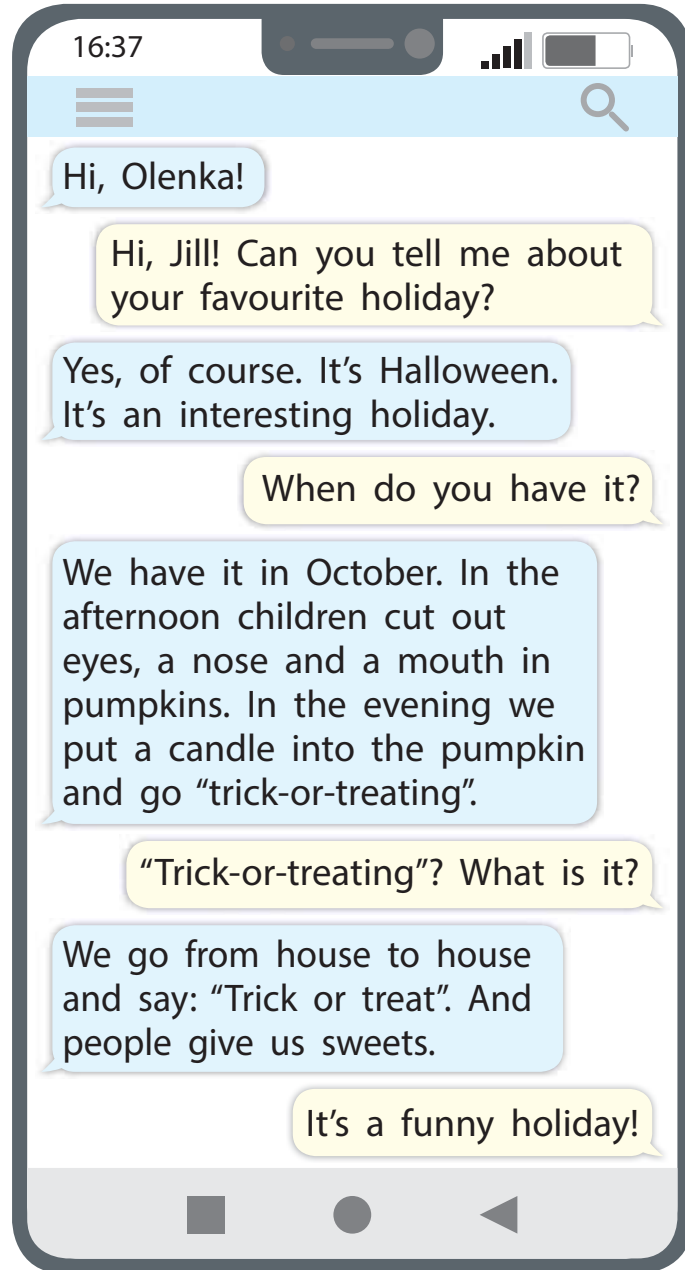 16:37
Hi, Olenka!
Hi, Jill! Can you tell me about
your favourite holiday?
Yes, of course. It’s Halloween.
It’s an interesting holiday.
When do you have it?
We have it in October. In the
afternoon children cut out
eyes, a nose and a mouth in
pumpkins. In the evening we
put a candle into the pumpkin
and go “trick-or-treating”.
“Trick-or-treating”? What is it?
We go from house to house
and say: “Trick or treat”. And
people give us sweets.
It’s a funny holiday!